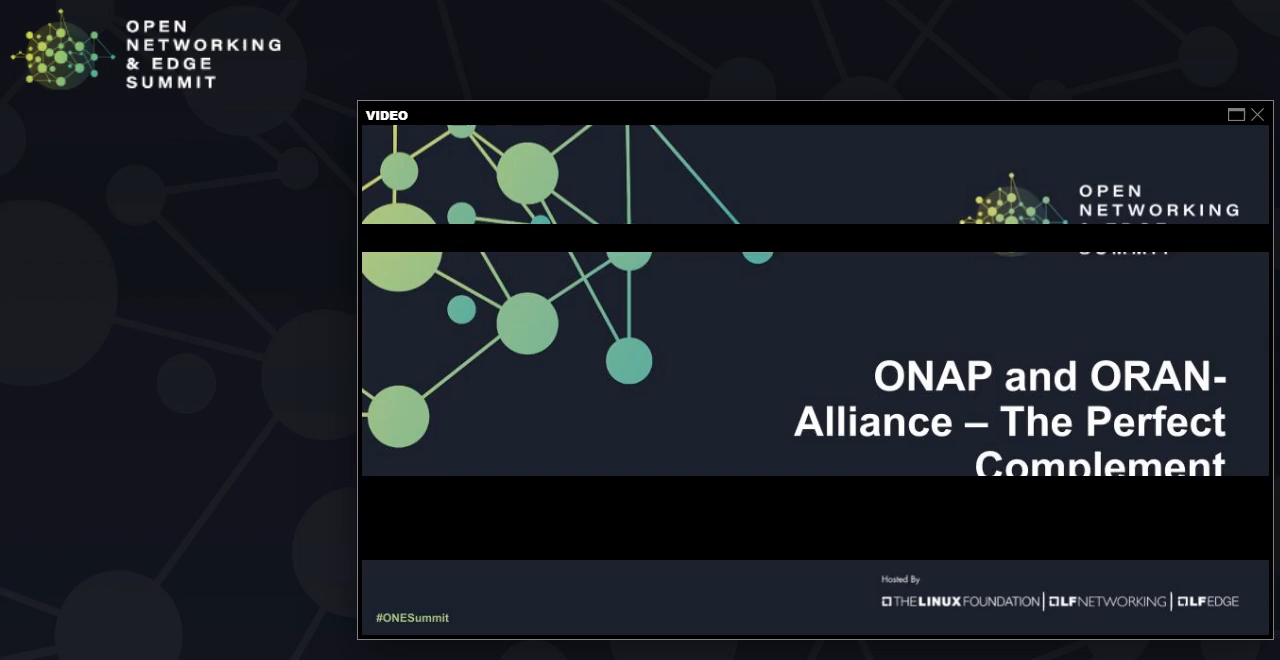 OPEN
NETWORKING
& EDGE
SUMMIT
VIDEO
OPEN
NETWORKING
ONAP and ORAN-
Alliance – The Perfect
Complement
Hosted By
THE LINUX FOUNDATION | LF NETWORKING | LF EDGE
#ONESummit